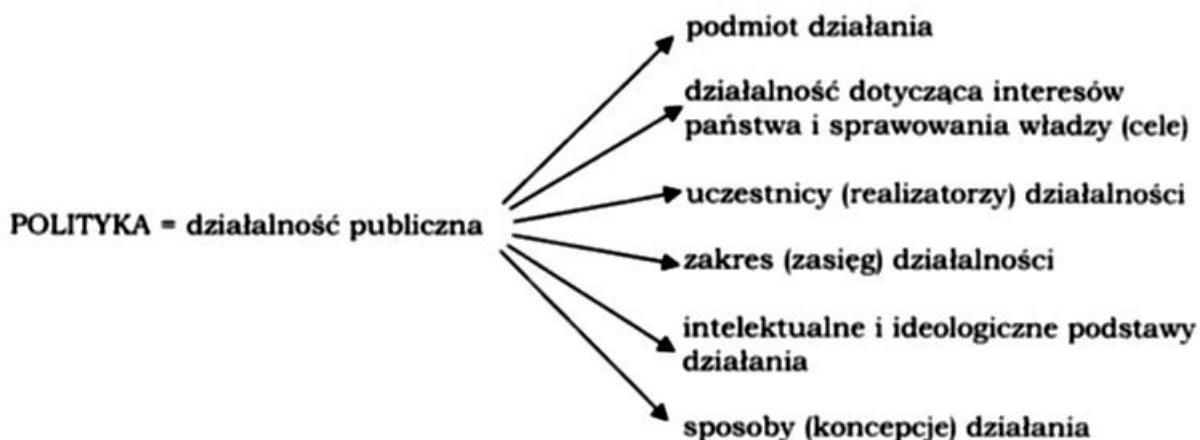 podmiot działania
działalność dotycząca interesów
państwa i sprawowania władzy (cele)
uczestnicy (realizatorzy) działalności
POLITYKA = działalność publiczna
zakres (zasięg) działalności
intelektualne i ideologiczne podstawy
działania
sposoby (koncepcje) działania